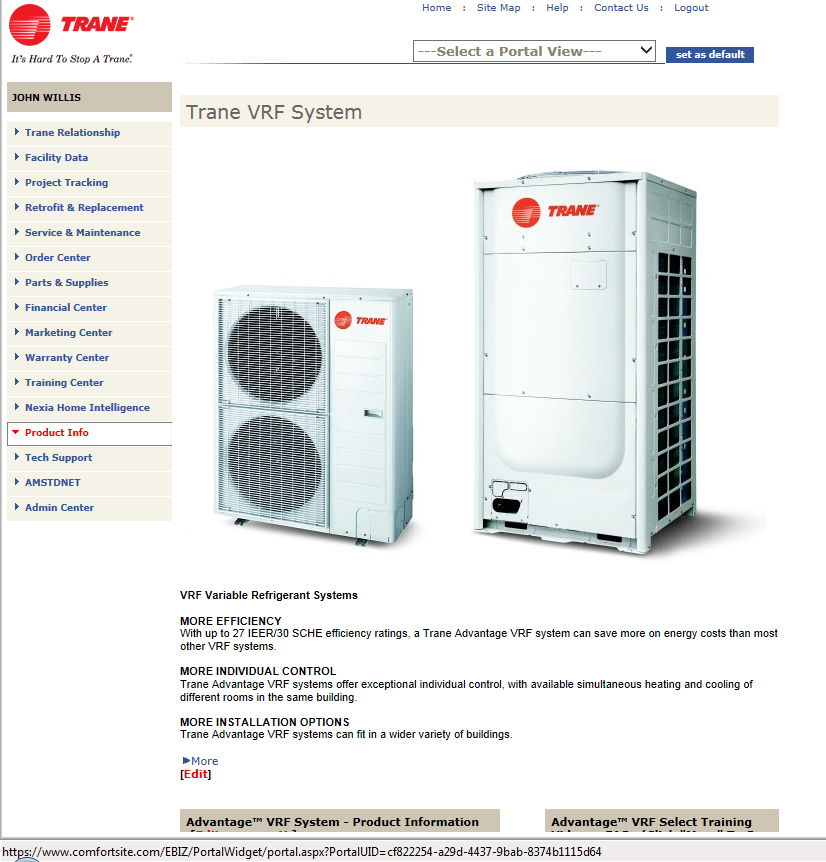 Home : Site Map : Help : Contact Us : Logout
TRANE
It's Hard To Stop A Trane.®
---Select a Portal View---
set as default
JOHN WILLIS
Trane Relationship
Facility Data
Project Tracking
Retrofit & Replacement
Service & Maintenance
Order Center
Parts & Supplies
Financial Center
Marketing Center
Warranty Center
Training Center
Nexia Home Intelligence
Product Info
Tech Support
AMSTDNET
Admin Center
Trane VRF System
TRANE
TRANE
VRF Variable Refrigerant Systems
MORE EFFICIENCY
With up to 27 IEER/30 SCHE efficiency ratings, a Trane Advantage VRF system can save more on energy costs than most
other VRF systems.
MORE INDIVIDUAL CONTROL
Trane Advantage VRF systems offer exceptional individual control, with available simultaneous heating and cooling of
different rooms in the same building.
MORE INSTALLATION OPTIONS
Trane Advantage VRF systems can fit in a wider variety of buildings.
More
[Edit]
Advantage™ VRF System - Product Information
Advantage™ VRF Select Training
https://www.comfortsite.com/EBIZ/PortalWidget/portal.aspx?PortalUID=cf822254-a29d-4437-9bab-8374b1115d64